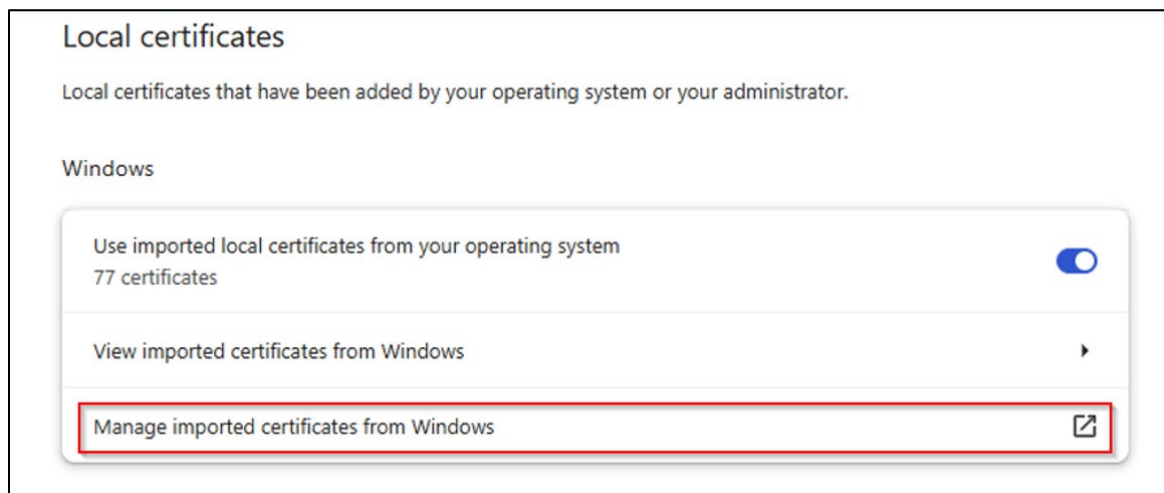 Local certificates
Local certificates that have been added by your operating system or your administrator.
Windows
Use imported local certificates from your operating system
77 certificates
View imported certificates from Windows
Manage imported certificates from Windows